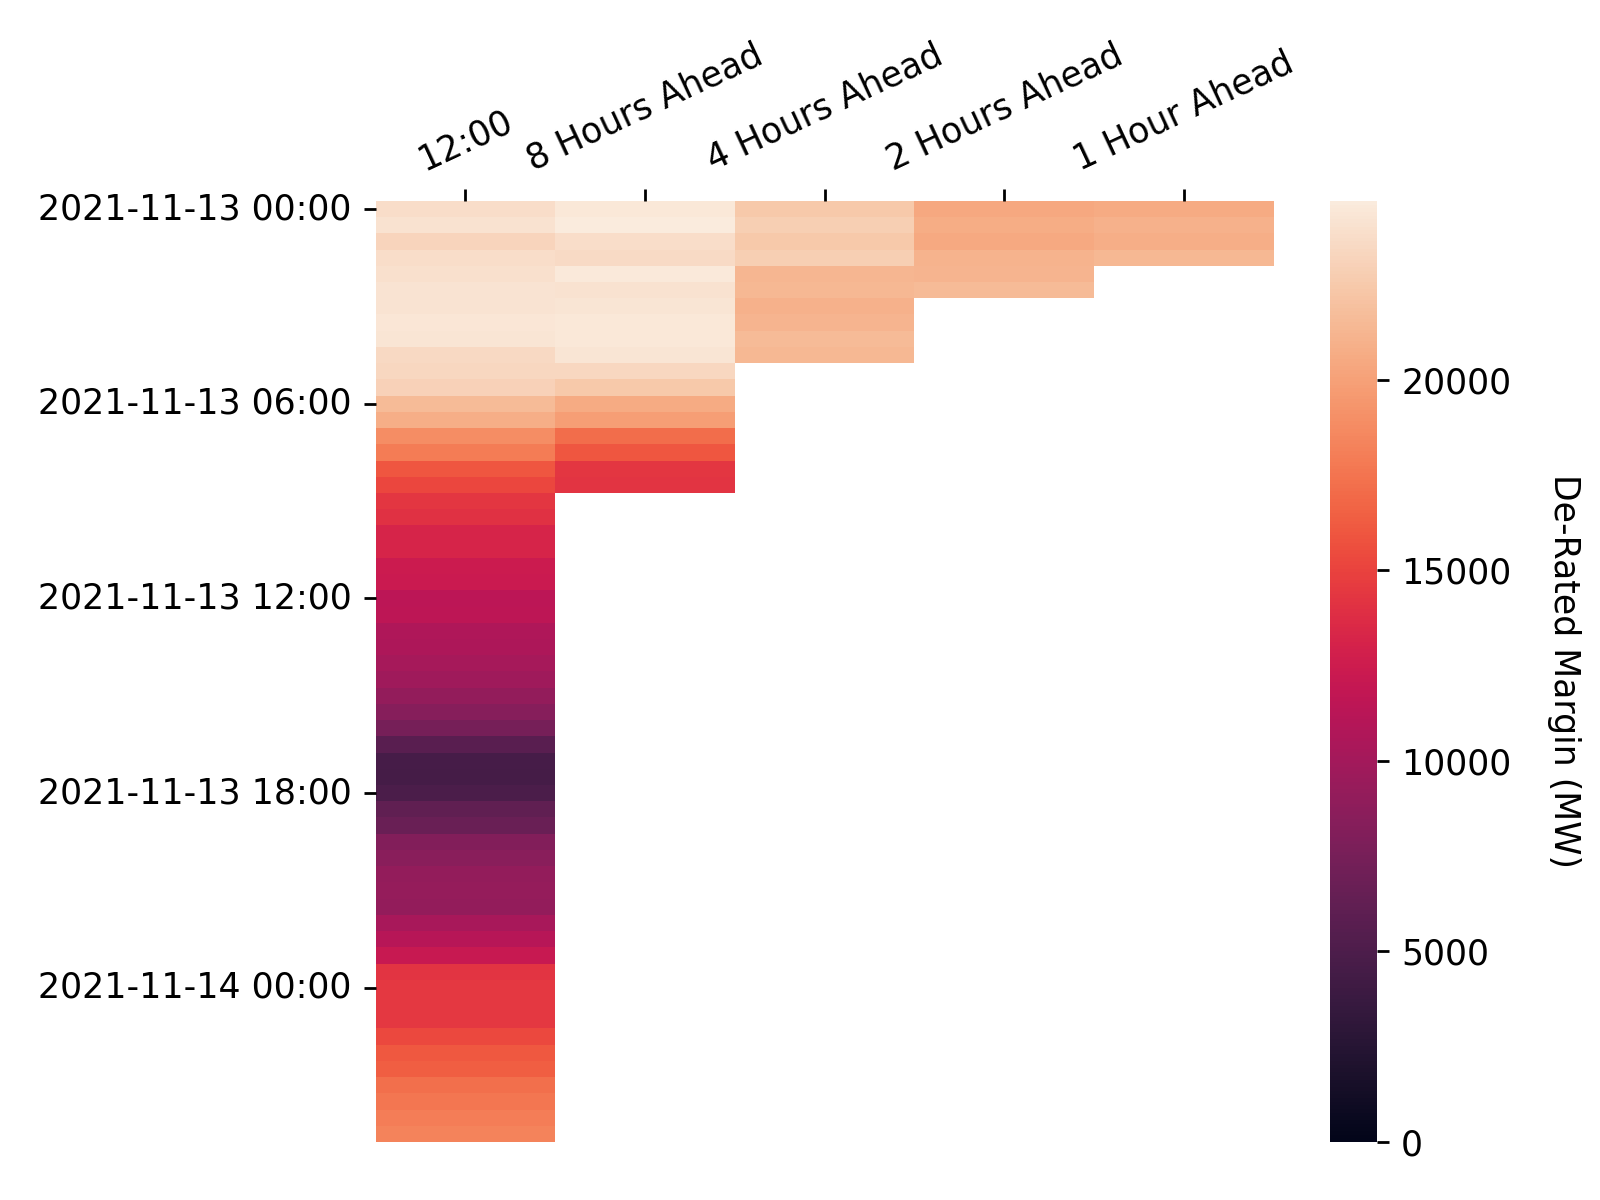 12:00
8 Hours Ahead
4 Hours Ahead
2 Hours Ahead
1 Hour Ahead
2021-11-13 00:00
2021-11-13 06:00
2021-11-13 12:00
2021-11-13 18:00
2021-11-14 00:00
20000
15000
10000
5000
0
De-Rated Margin (MW)